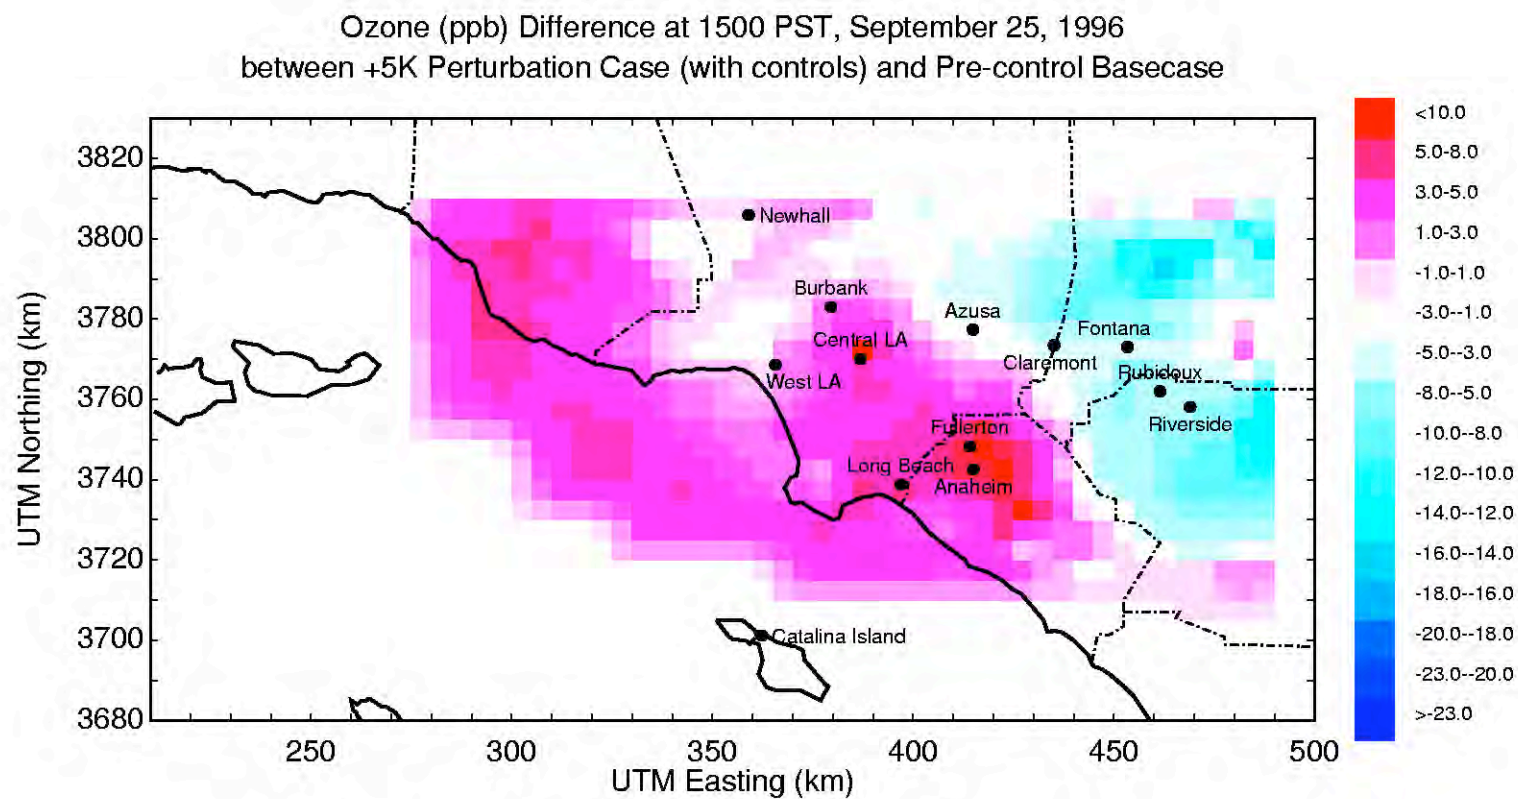 Ozone (ppb) Difference at 1500 PST, September 25, 1996
between +5K Perturbation Case (with controls) and Pre-control Basecase
UTM Northing (km)
3820
3800
3780
3760
3740
3720
3700
3680
Newhall
Burbank
Azusa
Fontana
Central LA
Claremont
Rubidoux
West LA
Riverside
Fullerton
Long Beach
Anaheim
Catalina Island
250 300 350 400 450 500
UTM Easting (km)
<10.0
5.0-8.0
3.0-5.0
1.0-3.0
-1.0-1.0
-3.0--1.0
-5.0--3.0
-8.0--5.0
-10.0--8.0
-12.0--10.0
-14.0--12.0
-16.0--14.0
-18.0--16.0
-20.0--18.0
-23.0--20.0
>-23.0